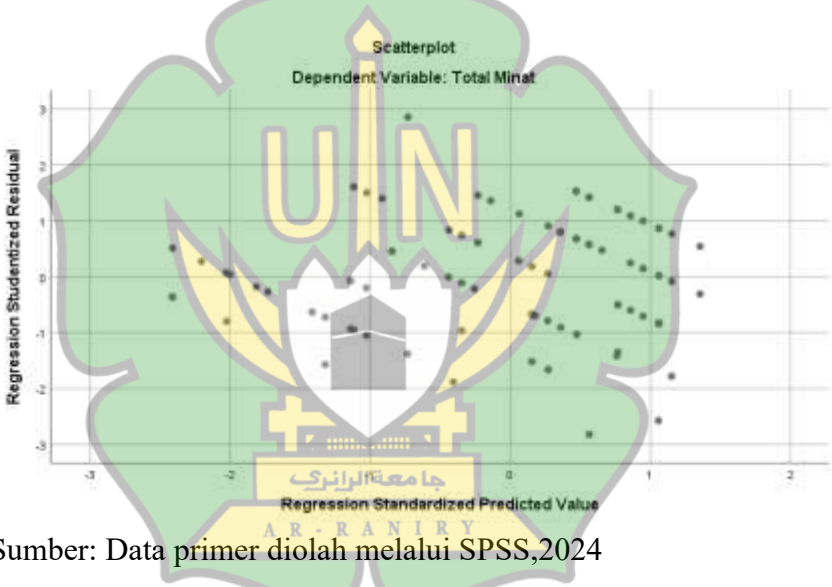 Scatterplot
Dependent Variable: Total Minat
UIN
Regression Studentized Residual
3
2
1
0
-1
-2
-3
-3 -2 -1 0 1 2
جامعة الرانري
Regression Standardized Predicted Value
AR-RANIRY
Sumber: Data primer diolah melalui SPSS,2024